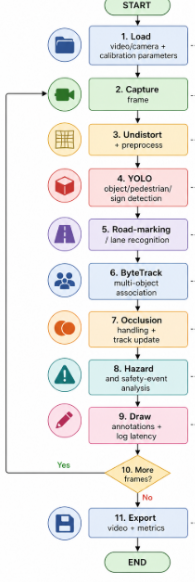 START
1. Load
video/camera +
calibration parameters
2. Capture
frame
3. Undistort
+ preprocess
4. YOLO
object/pedestrian/
sign detection
5. Road-marking
/ lane recognition
6. ByteTrack
multi-object
association
7. Occlusion
handling +
track update
8. Hazard
and safety-event
analysis
9. Draw
annotations +
log latency
Yes
10. More
frames?
No
11. Export
video + metrics
END